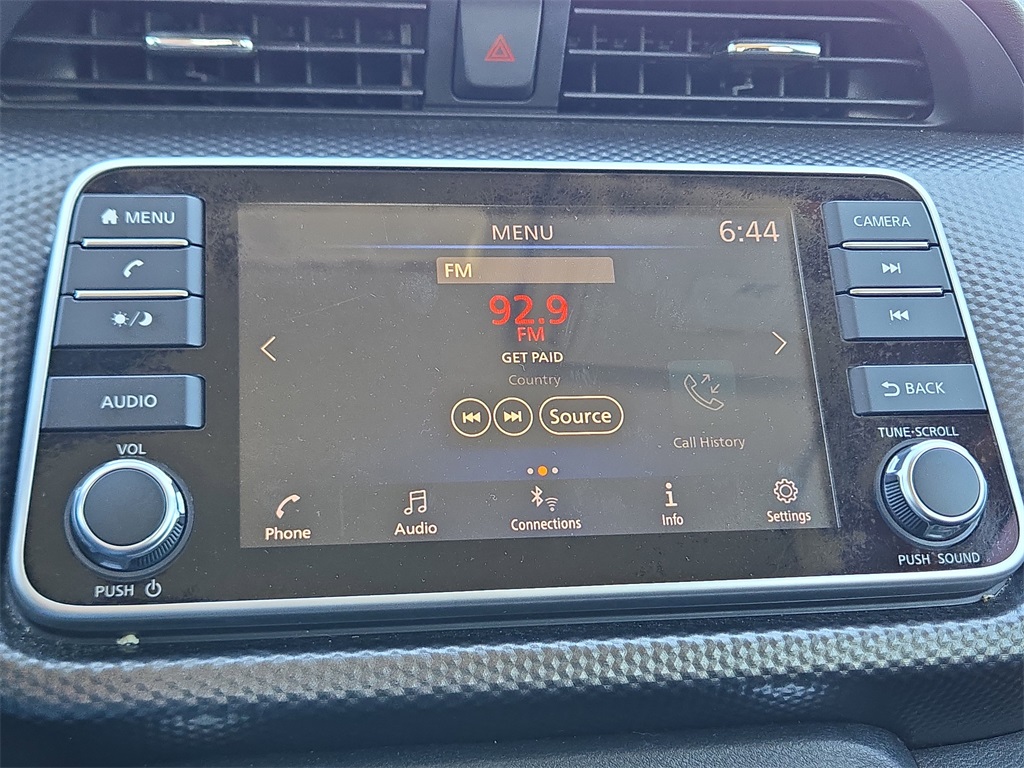 MENU
AUDIO
VOL
PUSH
MENU 6:44
FM
92.9
FM
GET PAID
Country
Source
Call History
Phone Audio Connections Info Settings
CAMERA
BACK
TUNE·SCROLL
PUSH SOUND